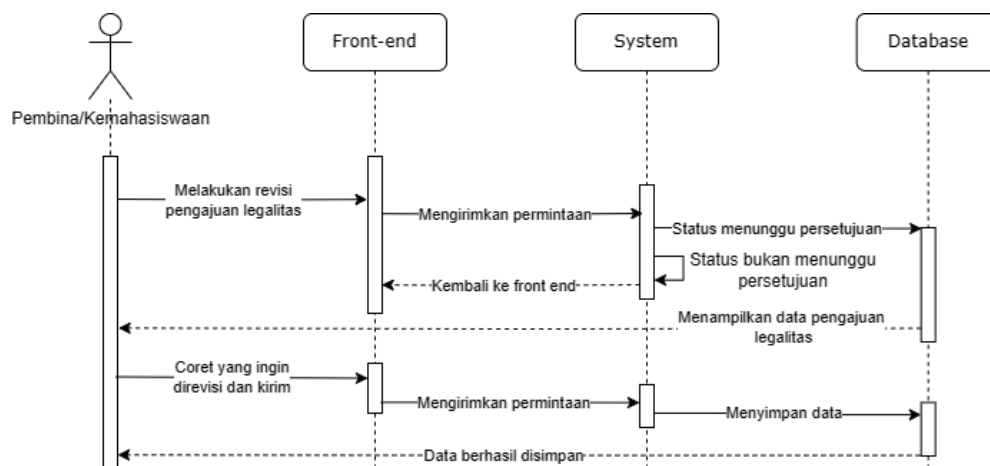 Front-end
System
Database
Pembina/Kemahasiswaan
Melakukan revisi
pengajuan legalitas
Mengirimkan permintaan
Status menunggu persetujuan
Status bukan menunggu
persetujuan
Kembali ke front end
Menampilkan data pengajuan
legalitas
Coret yang ingin
direvisi dan kirim
Mengirimkan permintaan
Menyimpan data
Data berhasil disimpan